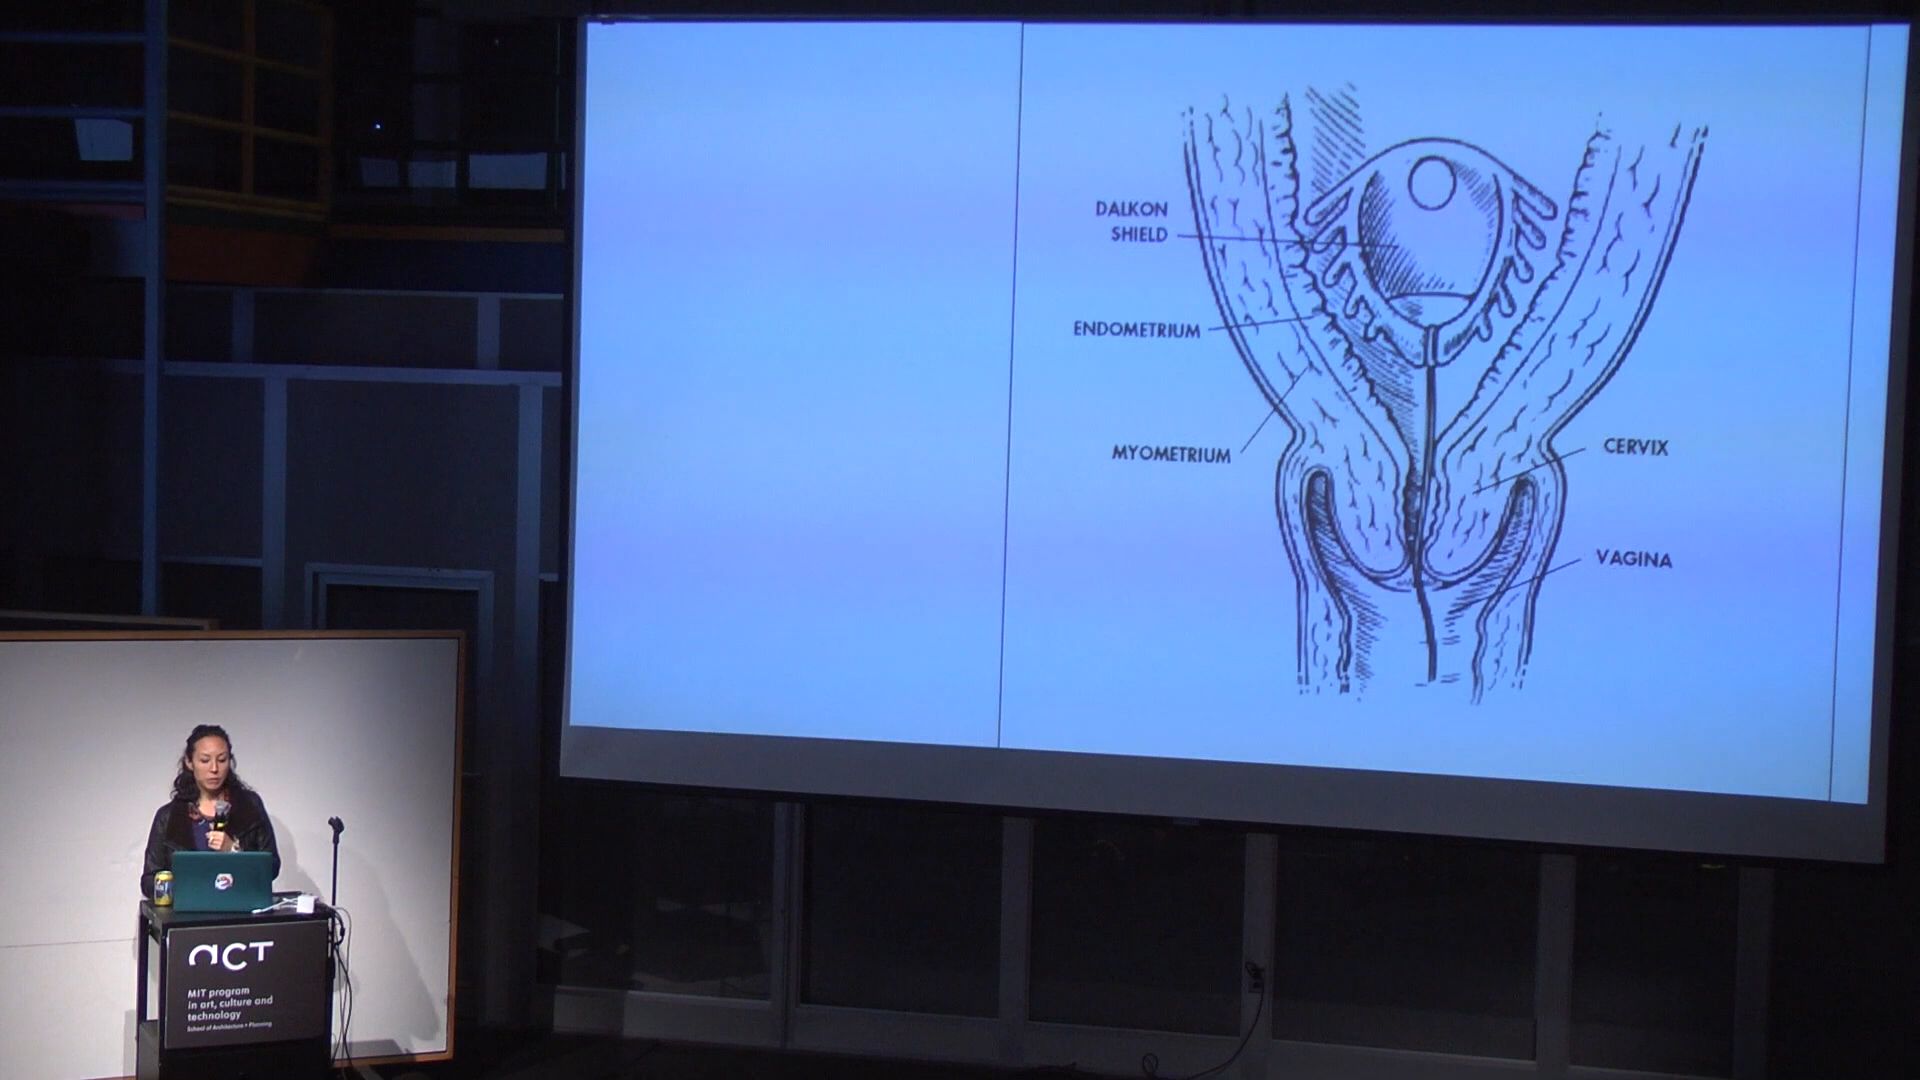 DALKON
SHIELD
ENDOMETRIUM
MYOMETRIUM
CERVIX
VAGINA
act
MIT program
in art, culture and
technology
School of Architecture + Planning